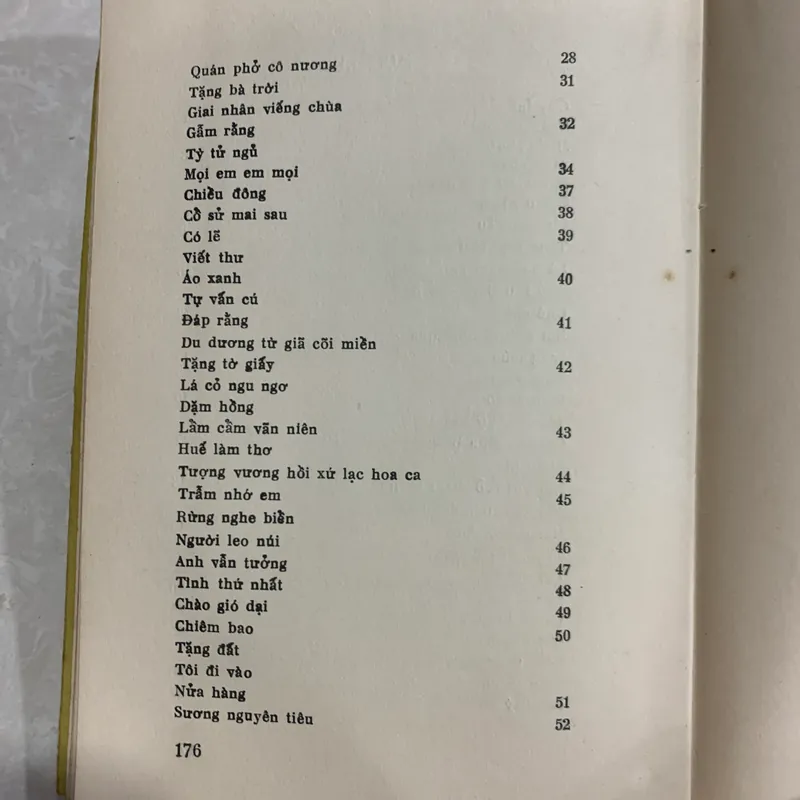 Quán phở cô nương 28
Tặng bà trời 31
Giai nhân viếng chùa
Gẫm rằng 32
Tỳ tử ngủ
Mọi em em mọi 34
Chiều đông 37
Cồ sử mai sau 38
Có lẽ 39
Viết thư
Áo xanh 40
Tự vấn cú
Đáp rằng 41
Du dương từ giã cõi miền
Tặng tờ giấy 42
Lá cỏ ngu ngơ
Dặm hồng
Lầm cầm vãn niên 43
Huế làm thơ
Tượng vương hồi xứ lạc hoa ca 44
Trẫm nhớ em 45
Rừng nghe biền
Người leo núi 46
Anh vẫn tưởng 47
Tình thứ nhất 48
Chào gió dại 49
Chiêm bao 50
Tặng đất
Tôi đi vào
Nửa hàng 51
Sương nguyên tiêu 52
176